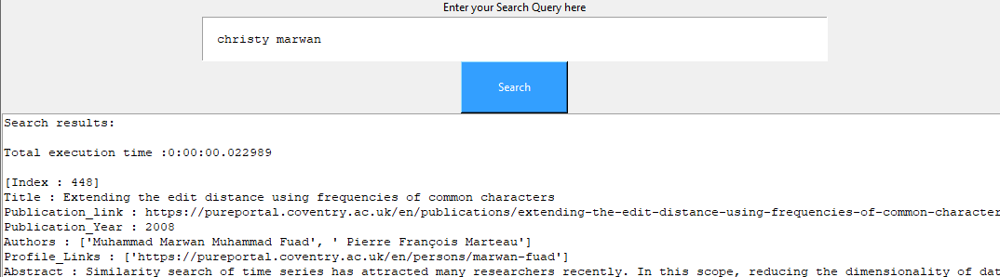 Enter your Search Query here
christy marwan
Search
Search results:
Total execution time :0:00:00.022989
[Index : 448]
Title : Extending the edit distance using frequencies of common characters
Publication_link : https://pureportal.coventry.ac.uk/en/publications/extending-the-edit-distance-using-frequencies-of-common-character
Publication_Year : 2008
Authors : ['Muhammad Marwan Muhammad Fuad', ' Pierre François Marteau']
Profile_Links : ['https://pureportal.coventry.ac.uk/en/persons/marwan-fuad']
Abstract : Similarity search of time series has attracted many researchers recently. In this scope, reducing the dimensionality of dat